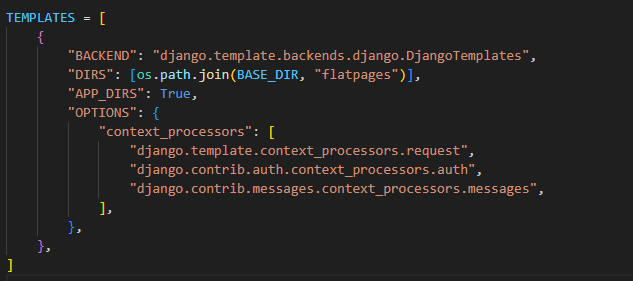 TEMPLATES = [
    {
        "BACKEND": "django.template.backends.django.DjangoTemplates",
        "DIRS": [os.path.join(BASE_DIR, "flatpages")],
        "APP_DIRS": True,
        "OPTIONS": {
            "context_processors": [
                "django.template.context_processors.request",
                "django.contrib.auth.context_processors.auth",
                "django.contrib.messages.context_processors.messages",
            ],
        },
    },
]